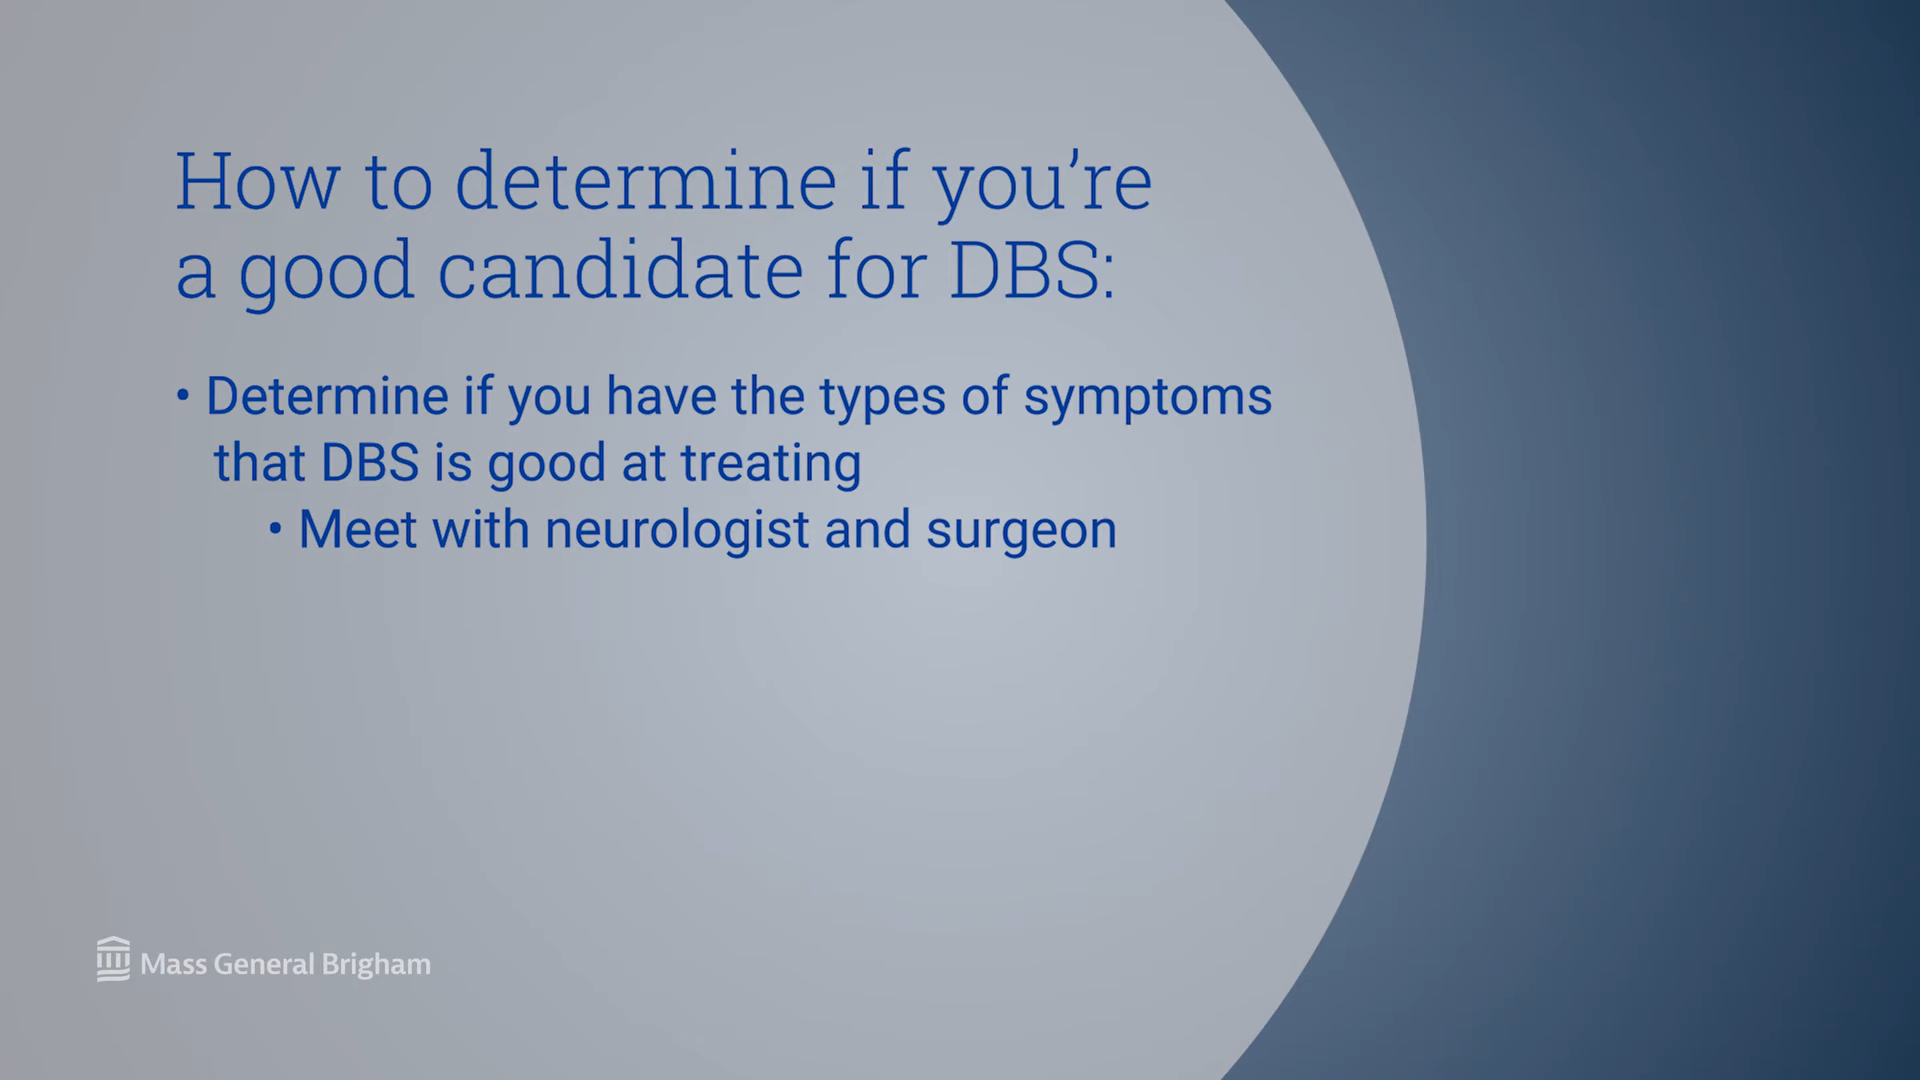 How to determine if you’re
a good candidate for DBS:
• Determine if you have the types of symptoms
that DBS is good at treating
• Meet with neurologist and surgeon
Mass General Brigham